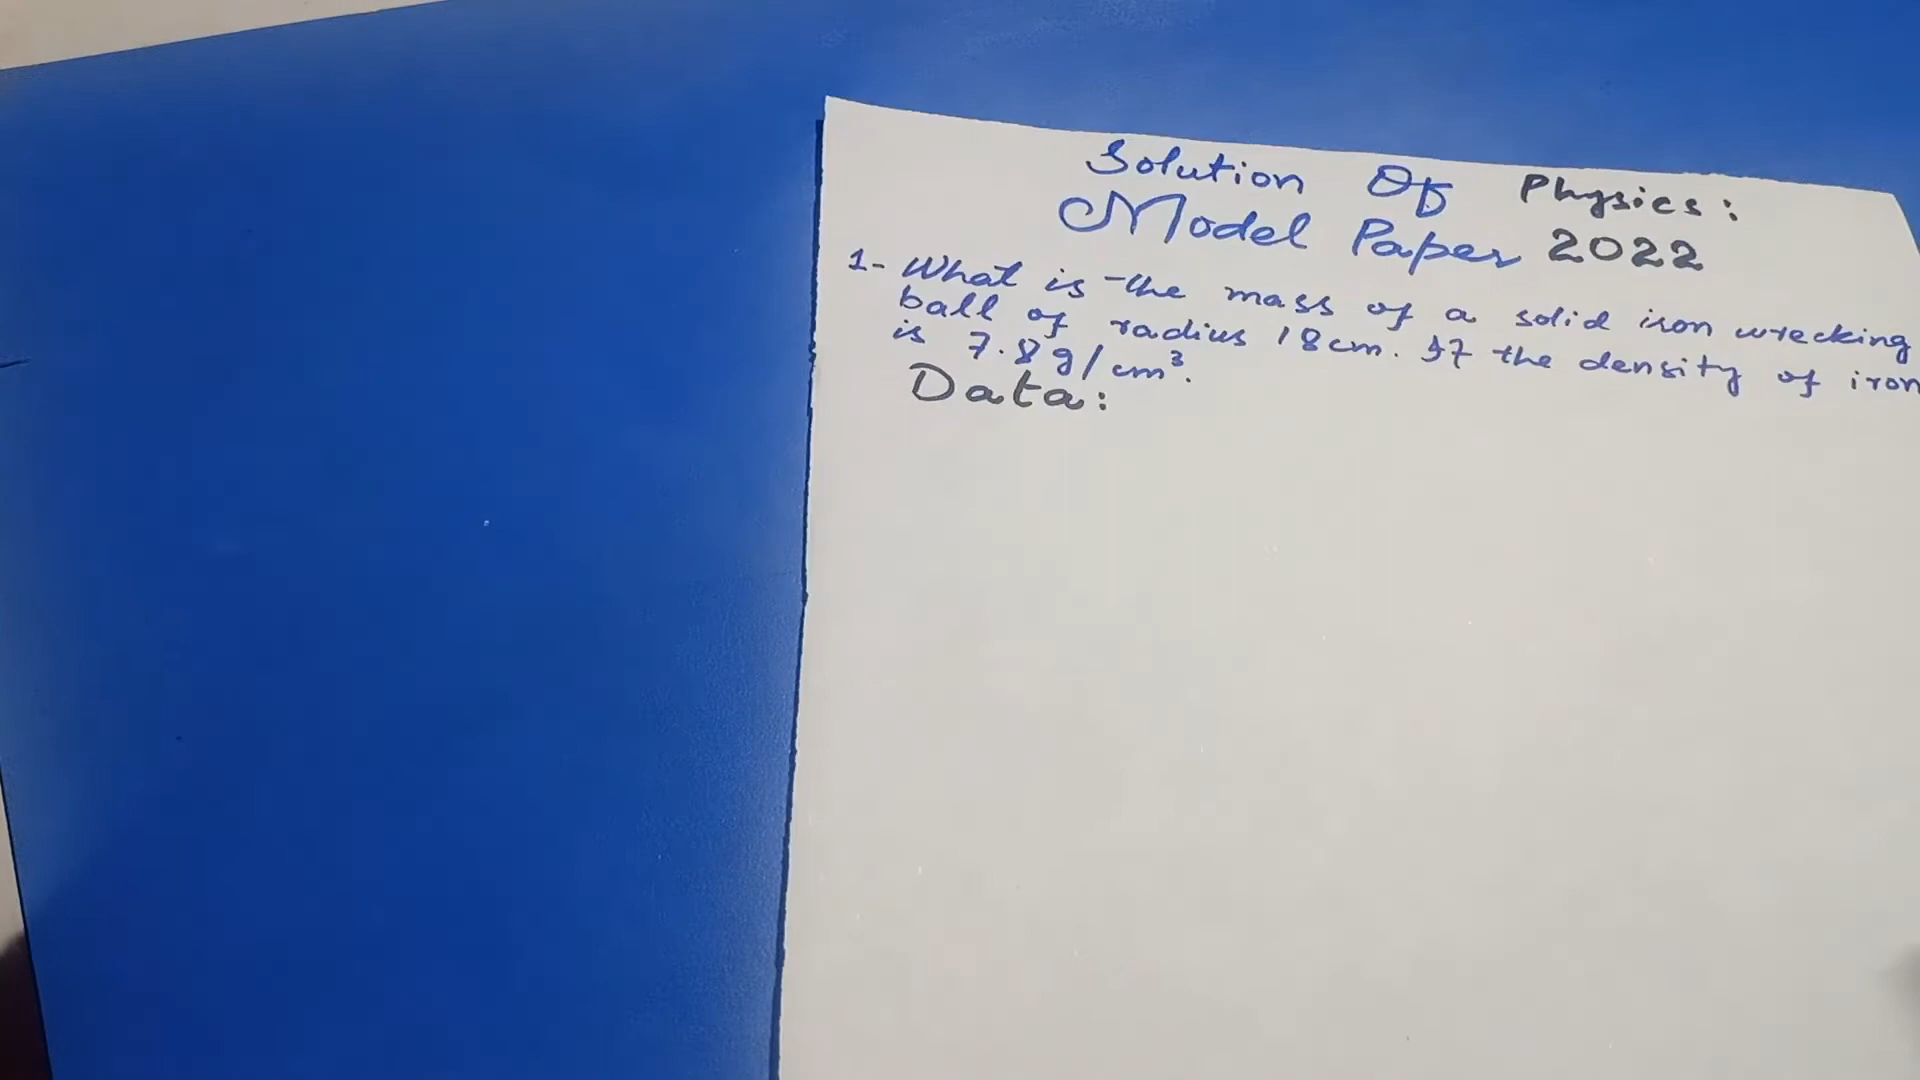 Solution Of Physics:
Model Paper 2022
1- What is the mass of a solid iron wrecking
ball of radius 18cm. If the density of iron
is 7.8g/cm³.
Data: